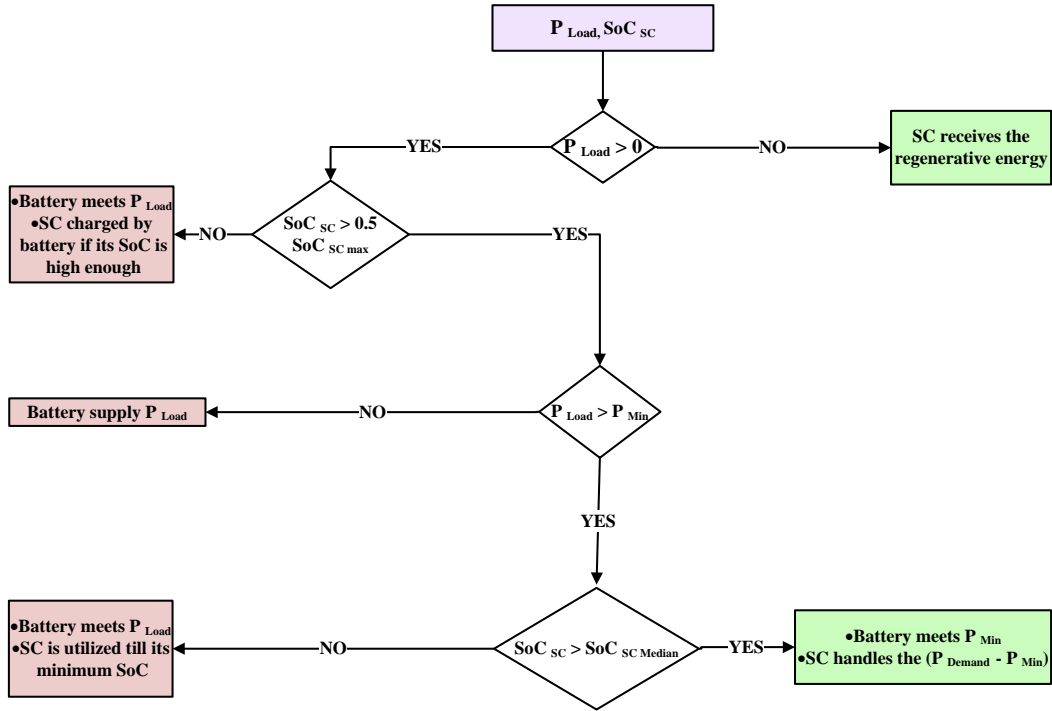 P Load, SoC SC
P Load > 0
YES
NO
SC receives the
regenerative energy
•Battery meets P Load
•SC charged by
battery if its SoC is
high enough
NO
SoC SC > 0.5
SoC SC max
YES
Battery supply P Load
NO
P Load > P Min
YES
•Battery meets P Load
•SC is utilized till its
minimum SoC
NO
SoC SC > SoC SC Median
YES
•Battery meets P Min
•SC handles the (P Demand - P Min)